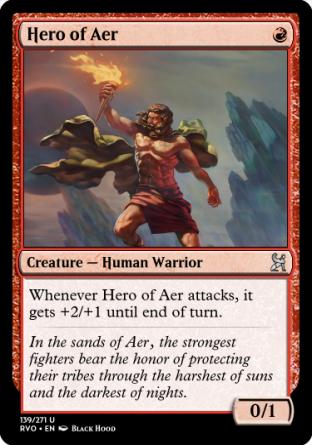 Hero of Aer
Creature — Human Warrior
Whenever Hero of Aer attacks, it
gets +2/+1 until end of turn.
In the sands of Aer, the strongest
fighters bear the honor of protecting
their tribes through the harshest of suns
and the darkest of nights.
0/1
139/271 U
RVO • EN Black Hood